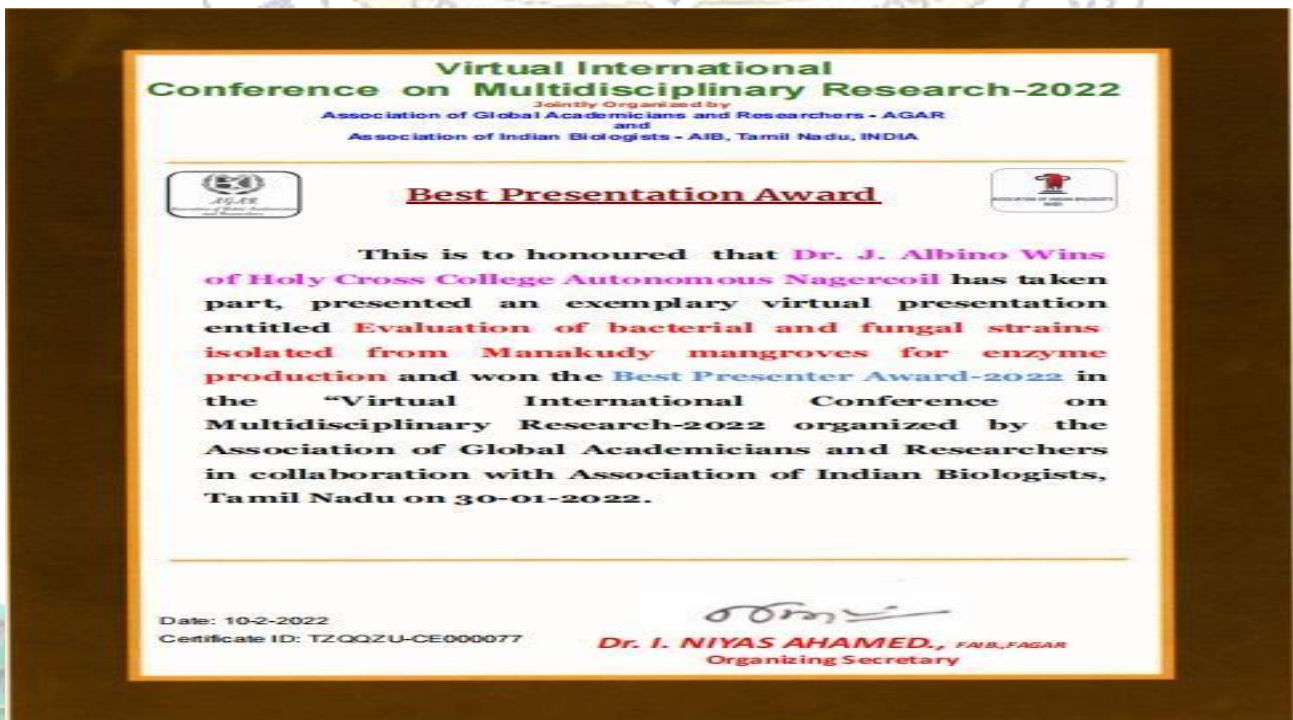 Virtual International
Conference on Multidisciplinary Research-2022
Jointly Organized by
Association of Global Academicians and Researchers - AGAR
and
Association of Indian Biologists - AIB, Tamil Nadu, INDIA
AGAR
Best Presentation Award
This is to honoured that Dr. J. Albino Wins
of Holy Cross College Autonomous Nagercoil has taken
part, presented an exemplary virtual presentation
entitled Evaluation of bacterial and fungal strains
isolated from Manakudy mangroves for enzyme
production and won the Best Presenter Award-2022 in
the “Virtual International Conference on
Multidisciplinary Research-2022 organized by the
Association of Global Academicians and Researchers
in collaboration with Association of Indian Biologists,
Tamil Nadu on 30-01-2022.
Date: 10-2-2022
Certificate ID: TZQQZU-CE000077
Dr. I. NIYAS AHAMED., FAIB.,FAGAR
Organizing Secretary